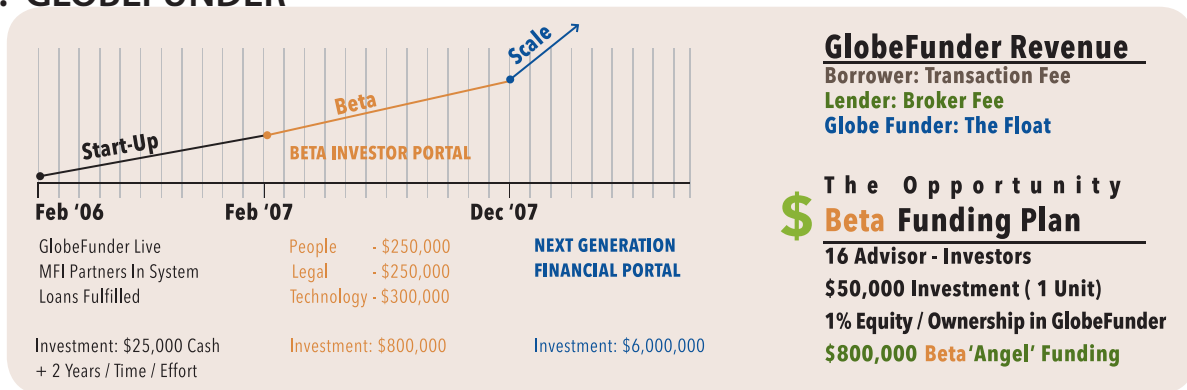 GLOBEFUNDER
Scale
Beta
Start-Up
BETA INVESTOR PORTAL
Feb ‘06
Feb ‘07
Dec ‘07
GlobeFunder Live
MFI Partners In System
Loans Fulfilled
Investment: $25,000 Cash
+ 2 Years / Time / Effort
People - $250,000
Legal - $250,000
Technology - $300,000
Investment: $800,000
NEXT GENERATION
FINANCIAL PORTAL
Investment: $6,000,000
GlobeFunder Revenue
Borrower: Transaction Fee
Lender: Broker Fee
Globe Funder: The Float
The Opportunity
$ Beta Funding Plan
16 Advisor - Investors
$50,000 Investment ( 1 Unit)
1% Equity / Ownership in GlobeFunder
$800,000 Beta ‘Angel’ Funding